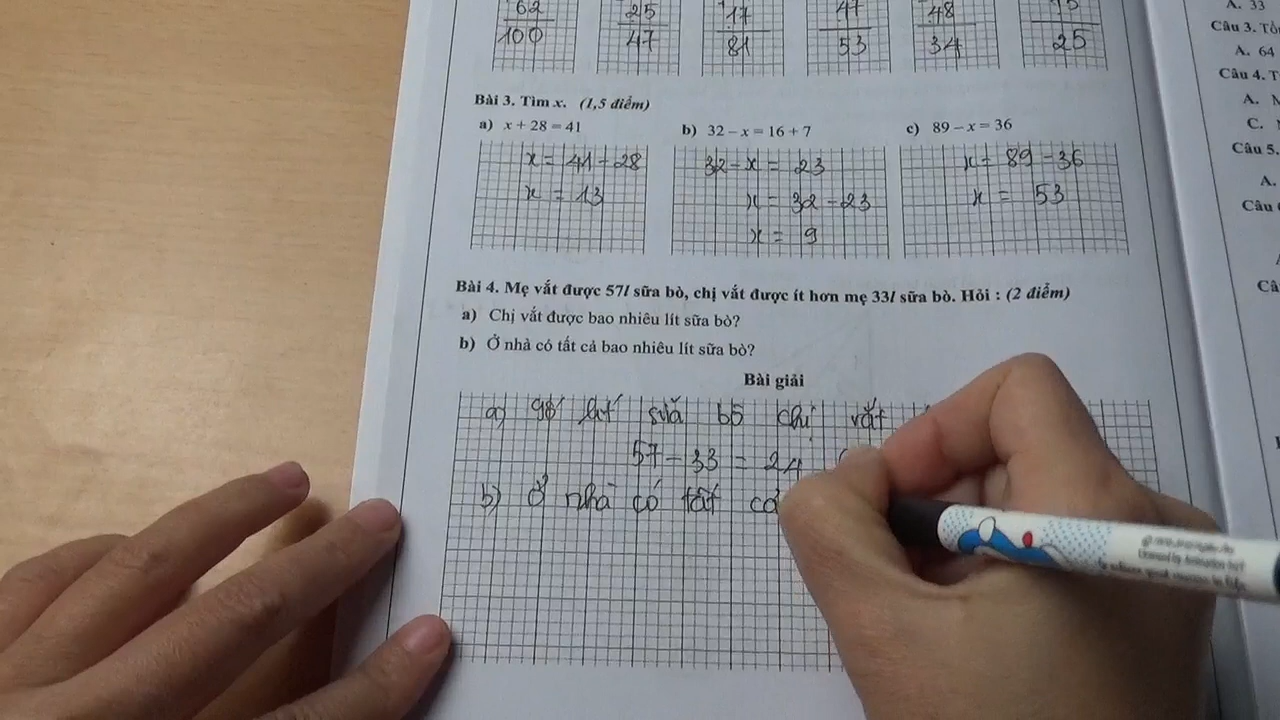 62 25 17 47 48
100 47 81 53 34 25
Bài 3. Tìm x. (1,5 điểm)
a) x + 28 = 41 b) 32 – x = 16 + 7 c) 89 – x = 36
x = 41 - 28 32 - x = 23 x = 89 - 36
x = 13 x = 32 - 23 x = 53
x = 9
Bài 4. Mẹ vắt được 57l sữa bò, chị vắt được ít hơn mẹ 33l sữa bò. Hỏi : (2 điểm)
a) Chị vắt được bao nhiêu lít sữa bò?
b) Ở nhà có tất cả bao nhiêu lít sữa bò?
Bài giải
a) số lít sữa bò chị vắt
57 - 33 = 24 (
b) Ở nhà có tất cả
A. 33
Câu 3.
A. 64
Câu 4. T
A.
C.
Câu 5.
A.
Câu